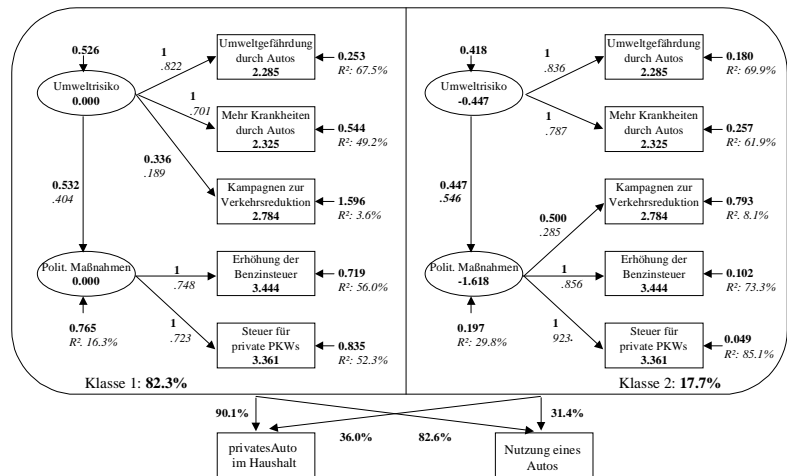 0.526
Umweltrisiko
0.000
1
.822
Umweltgefährdung
durch Autos
2.285
0.253
R²: 67.5%
1
.701
Mehr Krankheiten
durch Autos
2.325
0.544
R²: 49.2%
0.336
.189
Kampagnen zur
Verkehrsreduktion
2.784
1.596
R²: 3.6%
0.532
.404
Polit. Maßnahmen
0.000
1
.748
Erhöhung der
Benzinsteuer
3.444
0.719
R²: 56.0%
0.765
R². 16.3%
1
.723
Steuer für
private PKWs
3.361
0.835
R²: 52.3%
Klasse 1: 82.3%
0.418
Umweltrisiko
-0.447
1
.836
Umweltgefährdung
durch Autos
2.285
0.180
R²: 69.9%
1
.787
Mehr Krankheiten
durch Autos
2.325
0.257
R²: 61.9%
0.447
.546
Kampagnen zur
Verkehrsreduktion
2.784
0.793
R²: 8.1%
0.500
.285
Polit. Maßnahmen
-1.618
1
.856
Erhöhung der
Benzinsteuer
3.444
0.102
R²: 73.3%
0.197
R²: 29.8%
1
923.
Steuer für
private PKWs
3.361
0.049
R²: 85.1%
Klasse 2: 17.7%
90.1%
36.0%
82.6%
31.4%
privatesAuto
im Haushalt
Nutzung eines
Autos